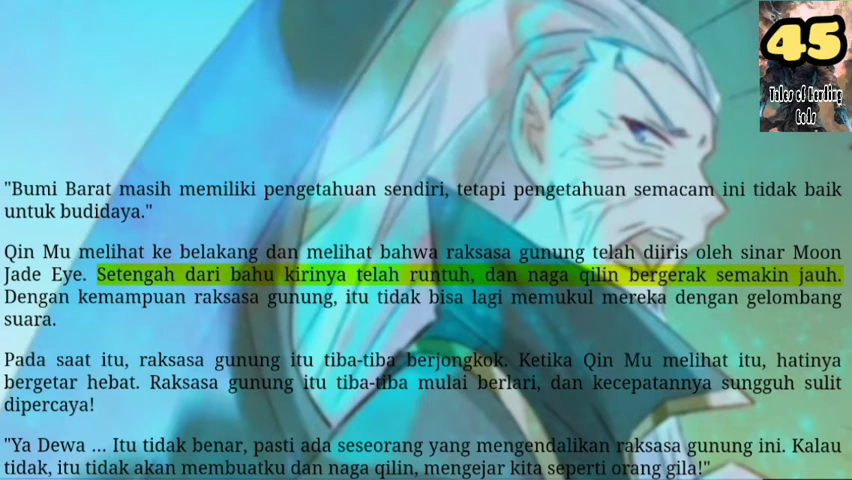 45
Tales of Herding
Gods
"Bumi Barat masih memiliki pengetahuan sendiri, tetapi pengetahuan semacam ini tidak baik
untuk budidaya."
Qin Mu melihat ke belakang dan melihat bahwa raksasa gunung telah diiris oleh sinar Moon
Jade Eye. Setengah dari bahu kirinya telah runtuh, dan naga qilin bergerak semakin jauh.
Dengan kemampuan raksasa gunung, itu tidak bisa lagi memukul mereka dengan gelombang
suara.
Pada saat itu, raksasa gunung itu tiba-tiba berjongkok. Ketika Qin Mu melihat itu, hatinya
bergetar hebat. Raksasa gunung itu tiba-tiba mulai berlari, dan kecepatannya sungguh sulit
dipercaya!
"Ya Dewa ... Itu tidak benar, pasti ada seseorang yang mengendalikan raksasa gunung ini. Kalau
tidak, itu tidak akan membuatku dan naga qilin, mengejar kita seperti orang gila!"